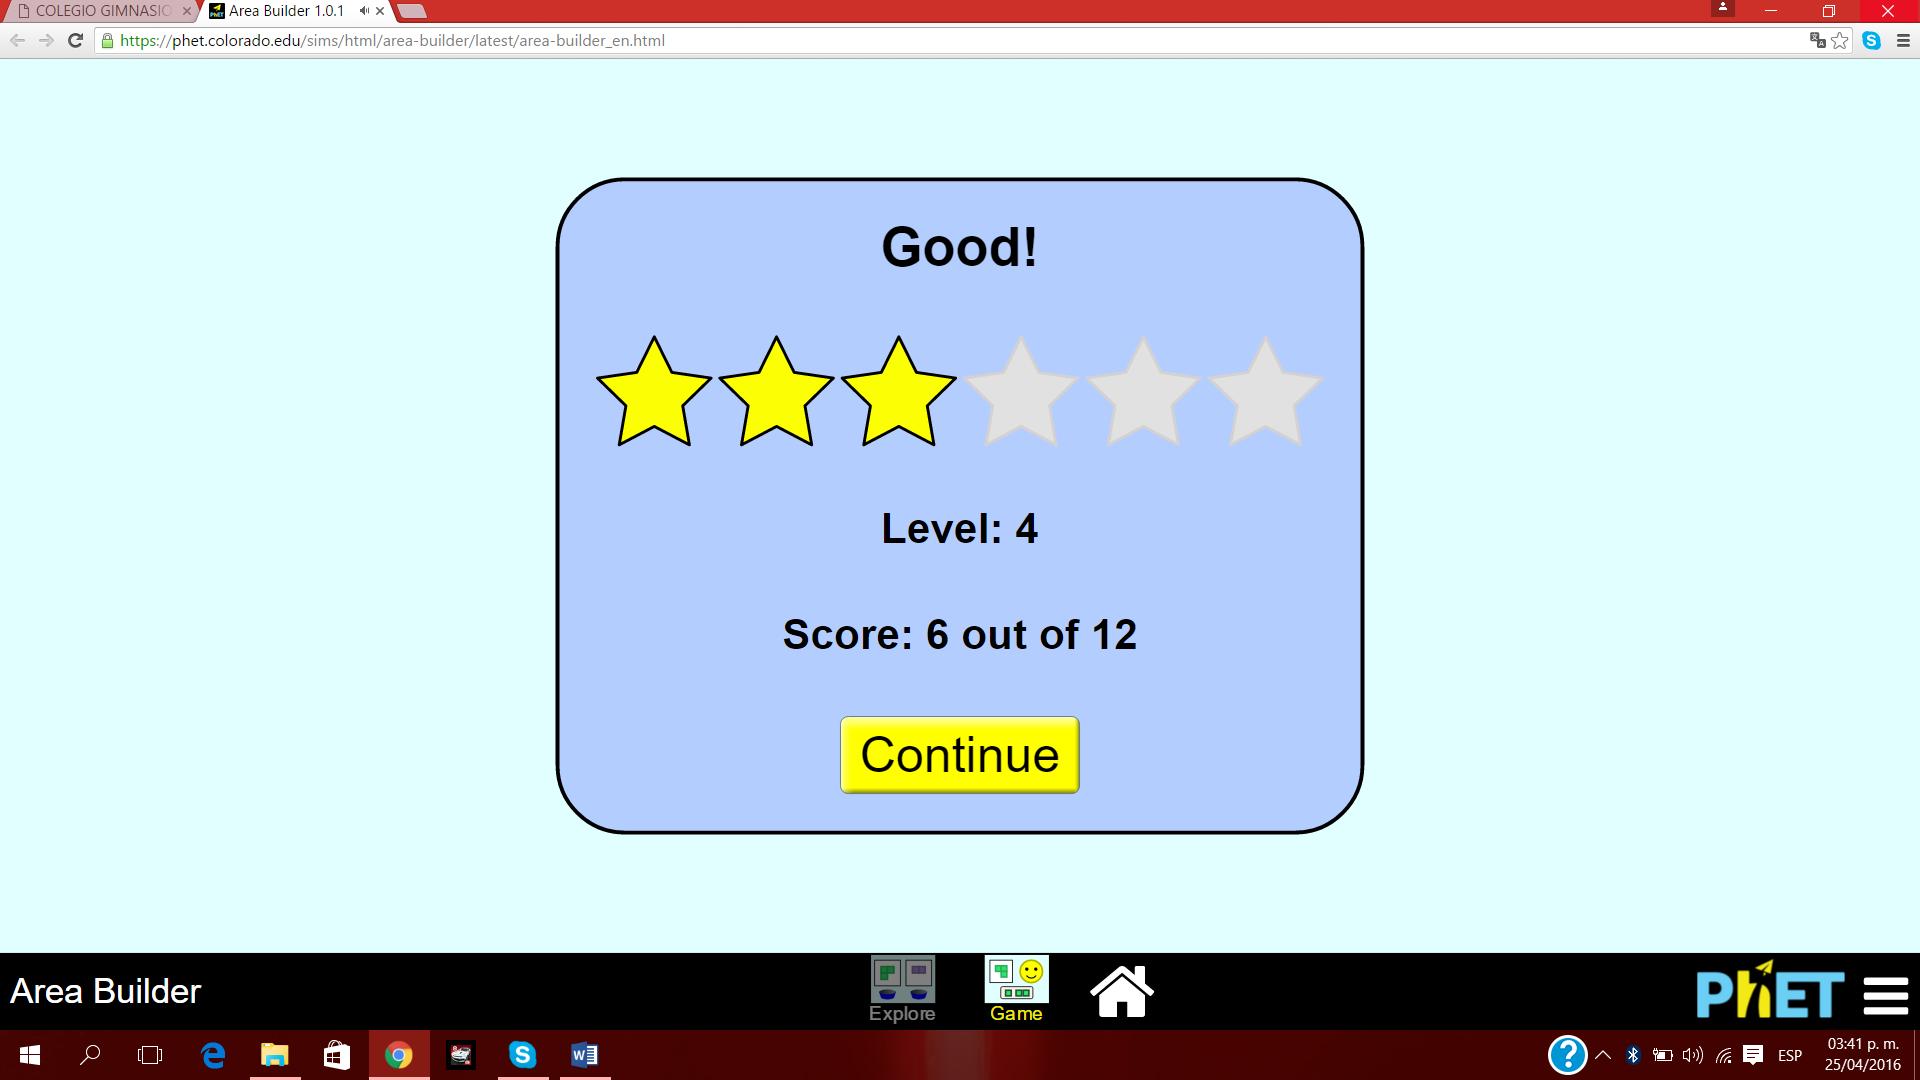 COLEGIO GIMNASIO
Area Builder 1.0.1
https://phet.colorado.edu/sims/html/area-builder/latest/area-builder_en.html
Good!
Level: 4
Score: 6 out of 12
Continue
Area Builder
Explore
Game
PhET
ESP
03:41 p. m.
25/04/2016